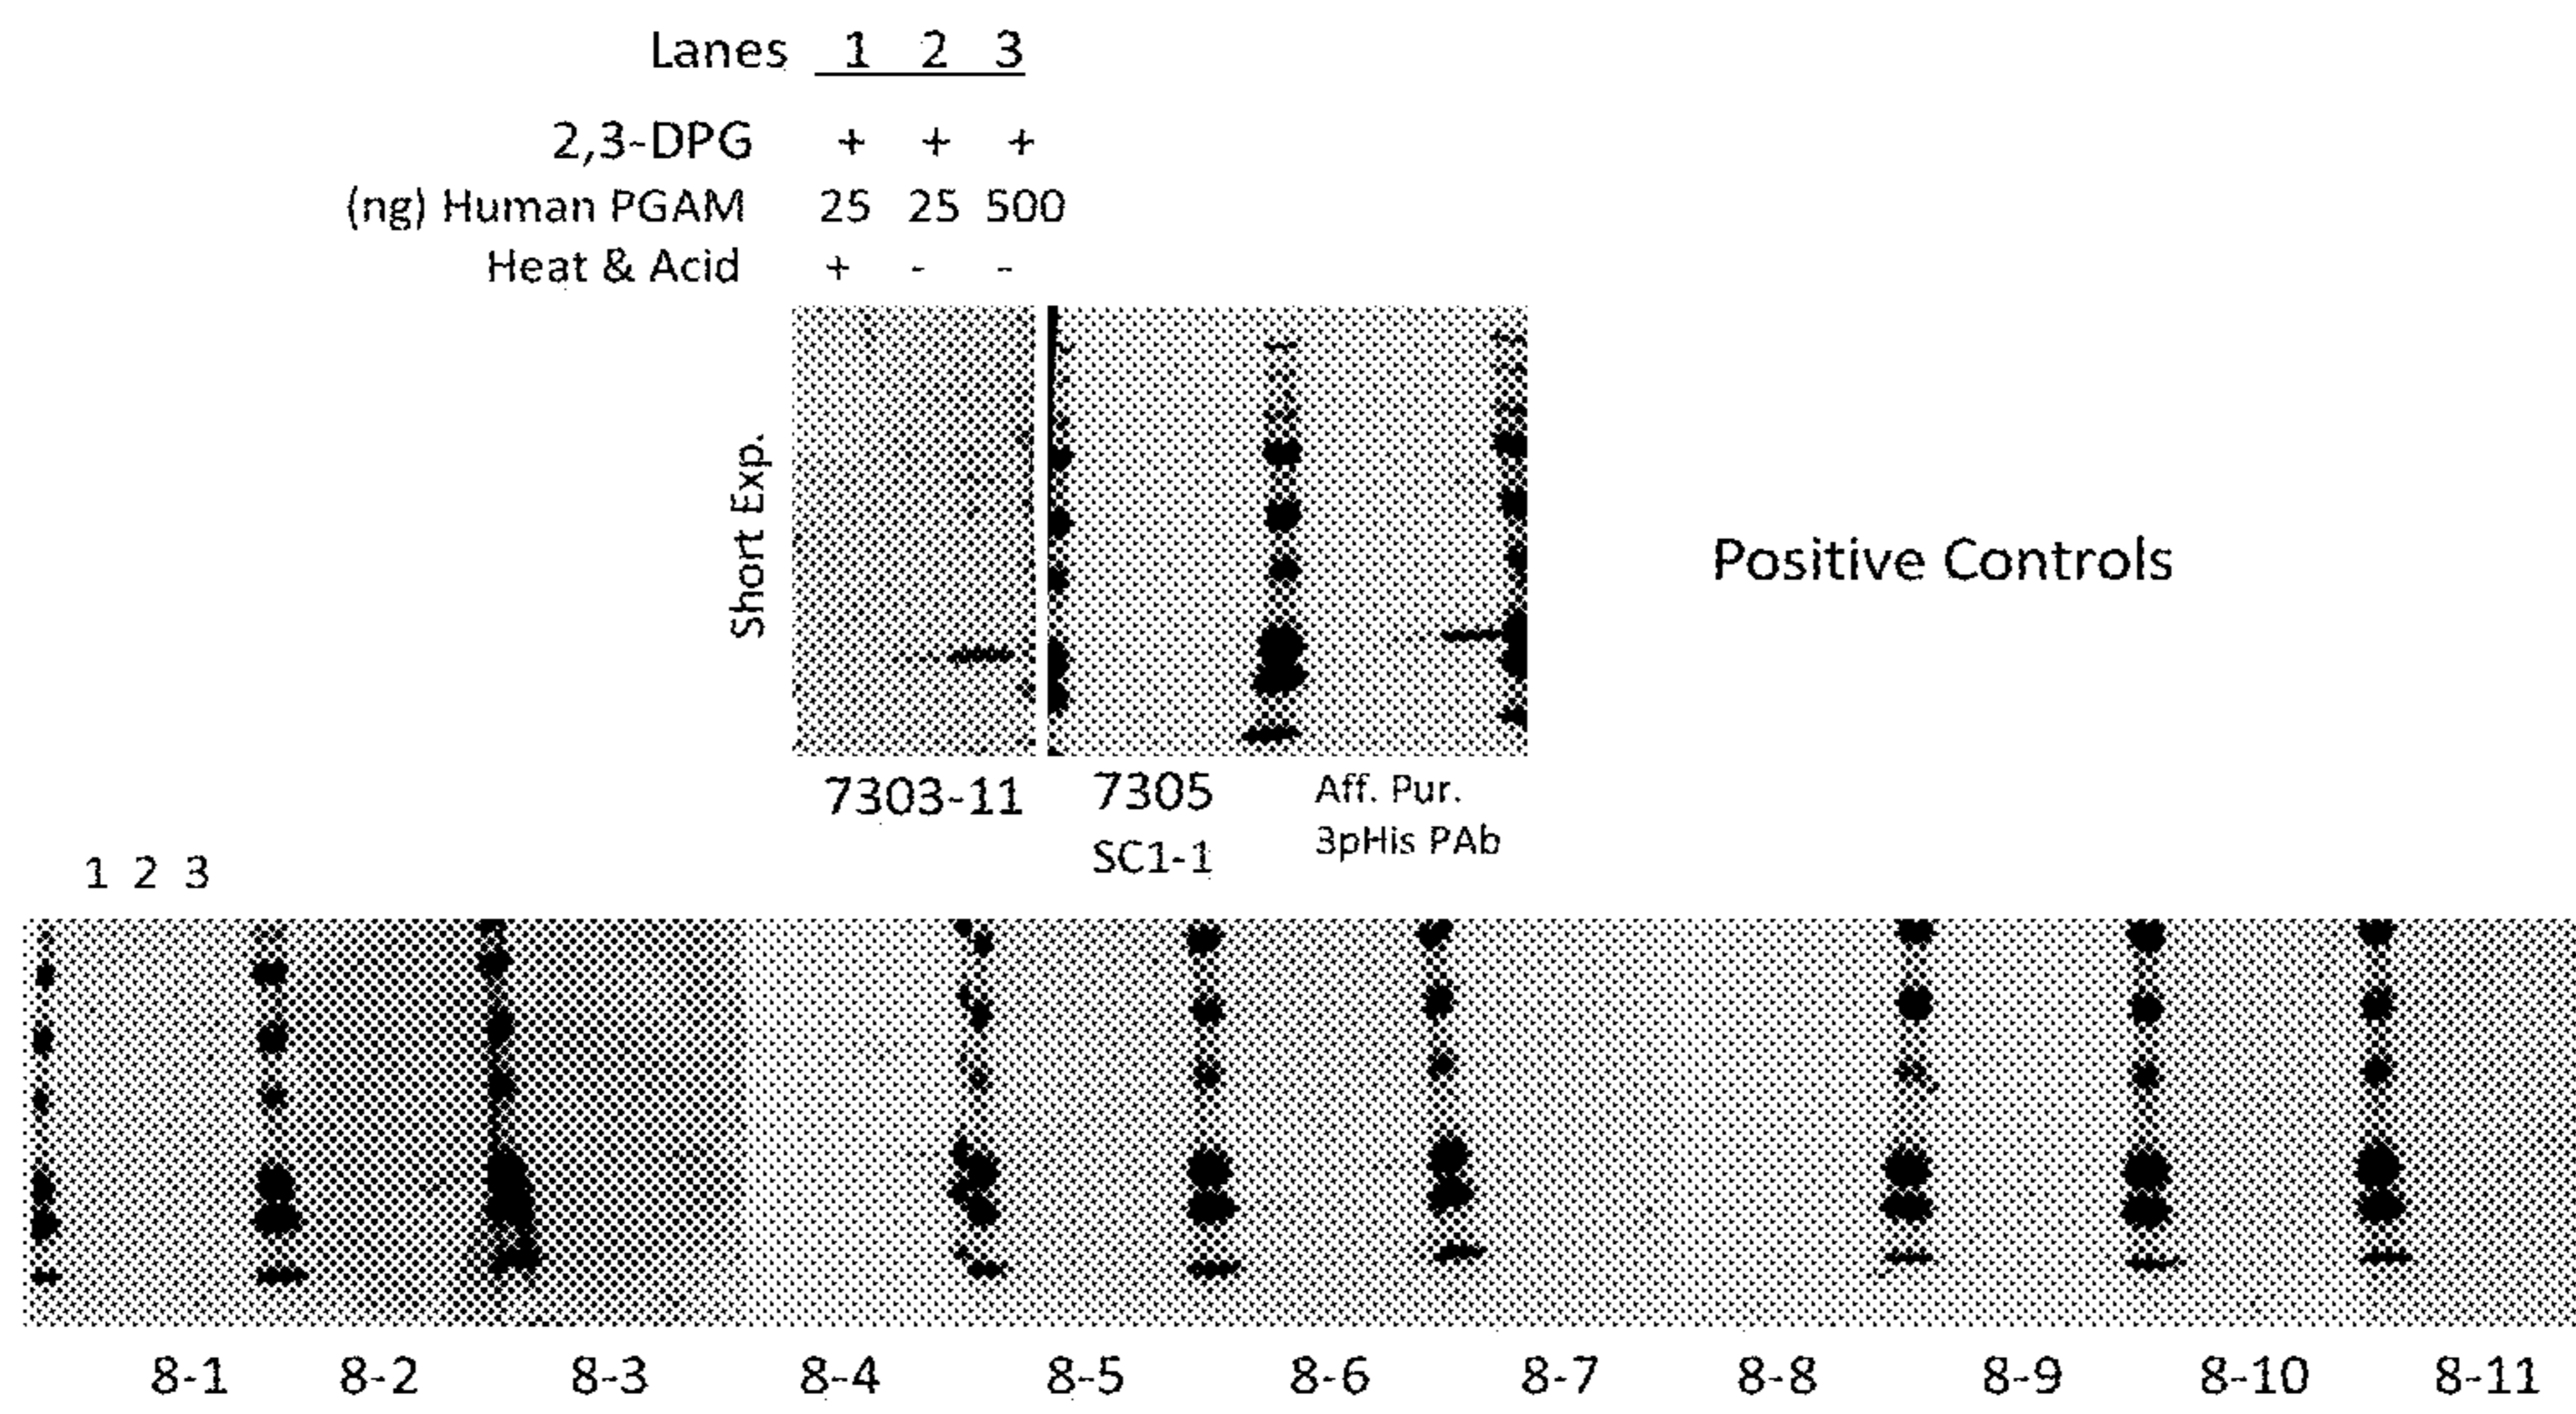 Lanes 1 2 3
2,3-DPG + + +
(ng) Human PGAM 25 25 500
Heat & Acid + - -
Short Exp.
Positive Controls
7303-11 7305 Aff. Pur.
SC1-1 3pHis PAb
1 2 3
8-1 8-2 8-3 8-4 8-5 8-6 8-7 8-8 8-9 8-10 8-11